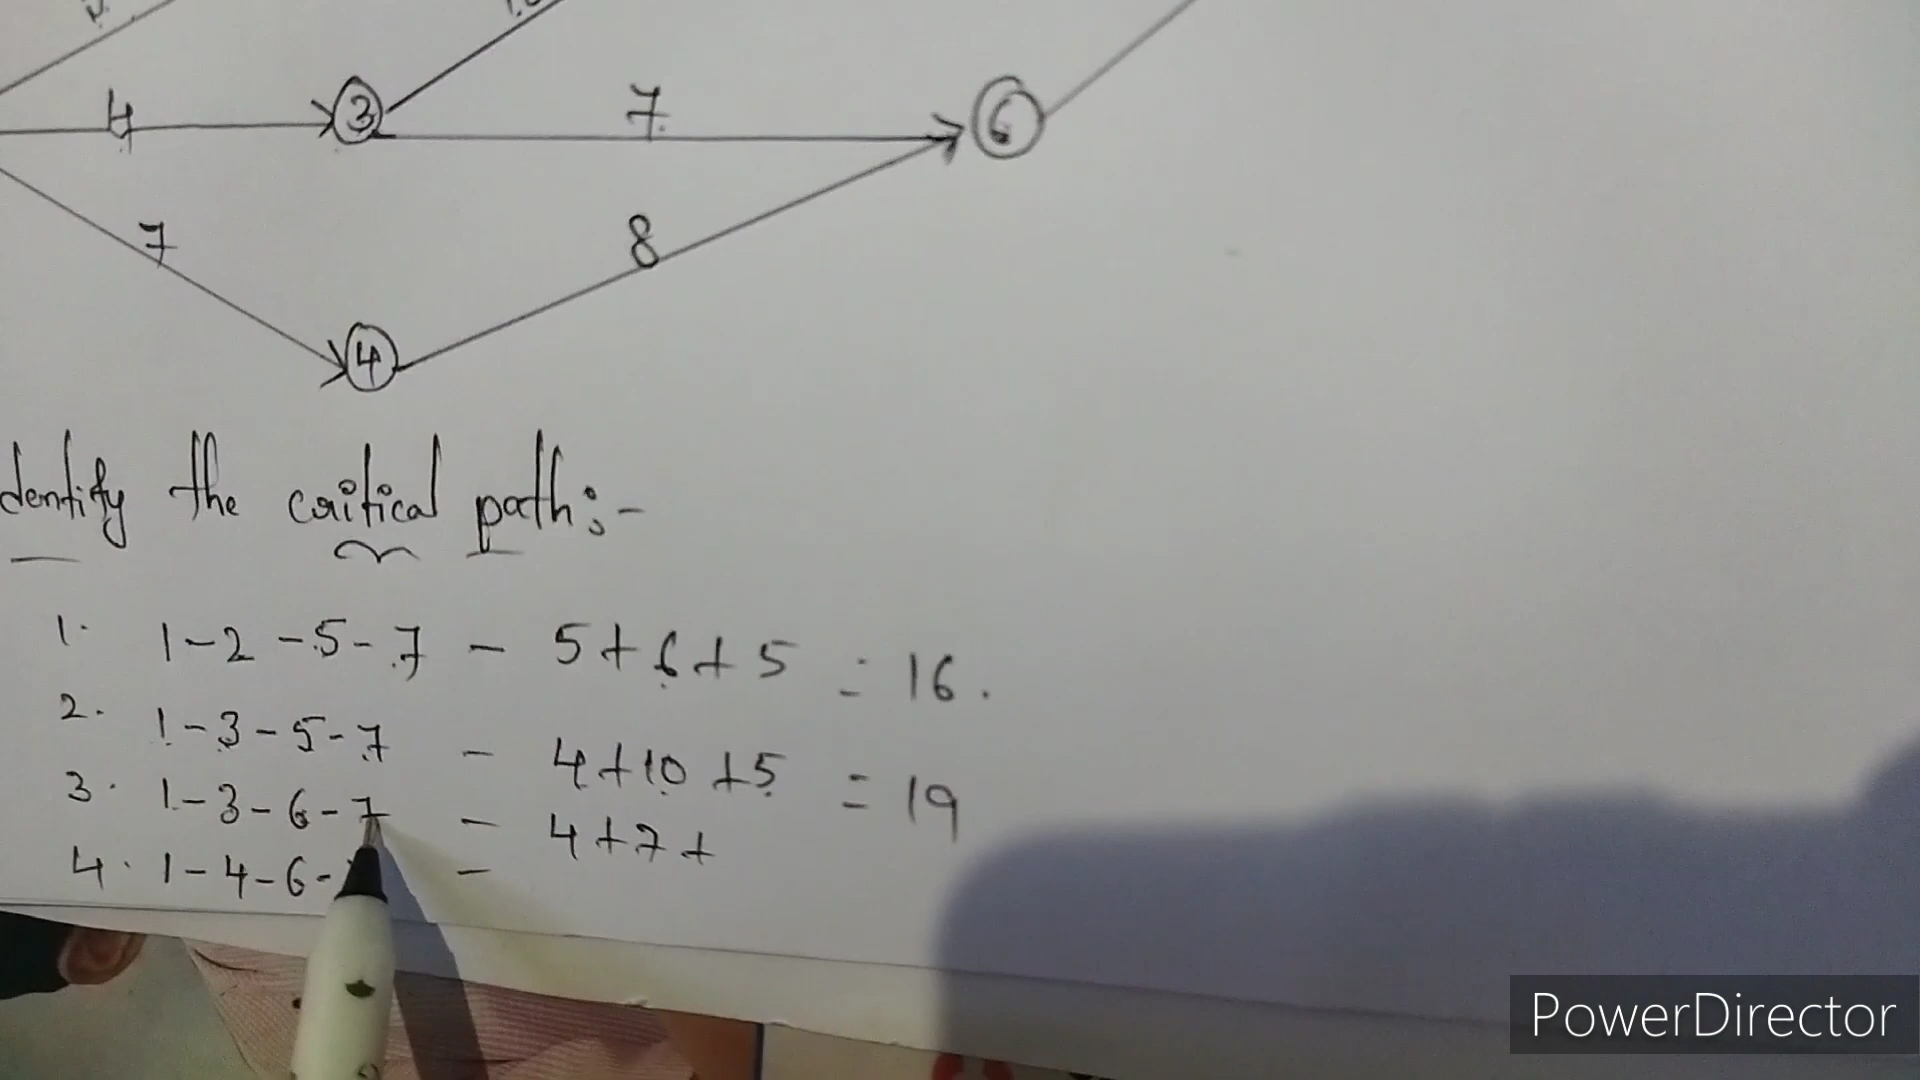 4
3
7
6
7
8
4
dentify the critical path:-
1. 1-2-5-7 - 5+6+5 = 16.
2. 1-3-5-7 - 4+10+5 = 19
3. 1-3-6-7 - 4+7+
4. 1-4-6- -
PowerDirector